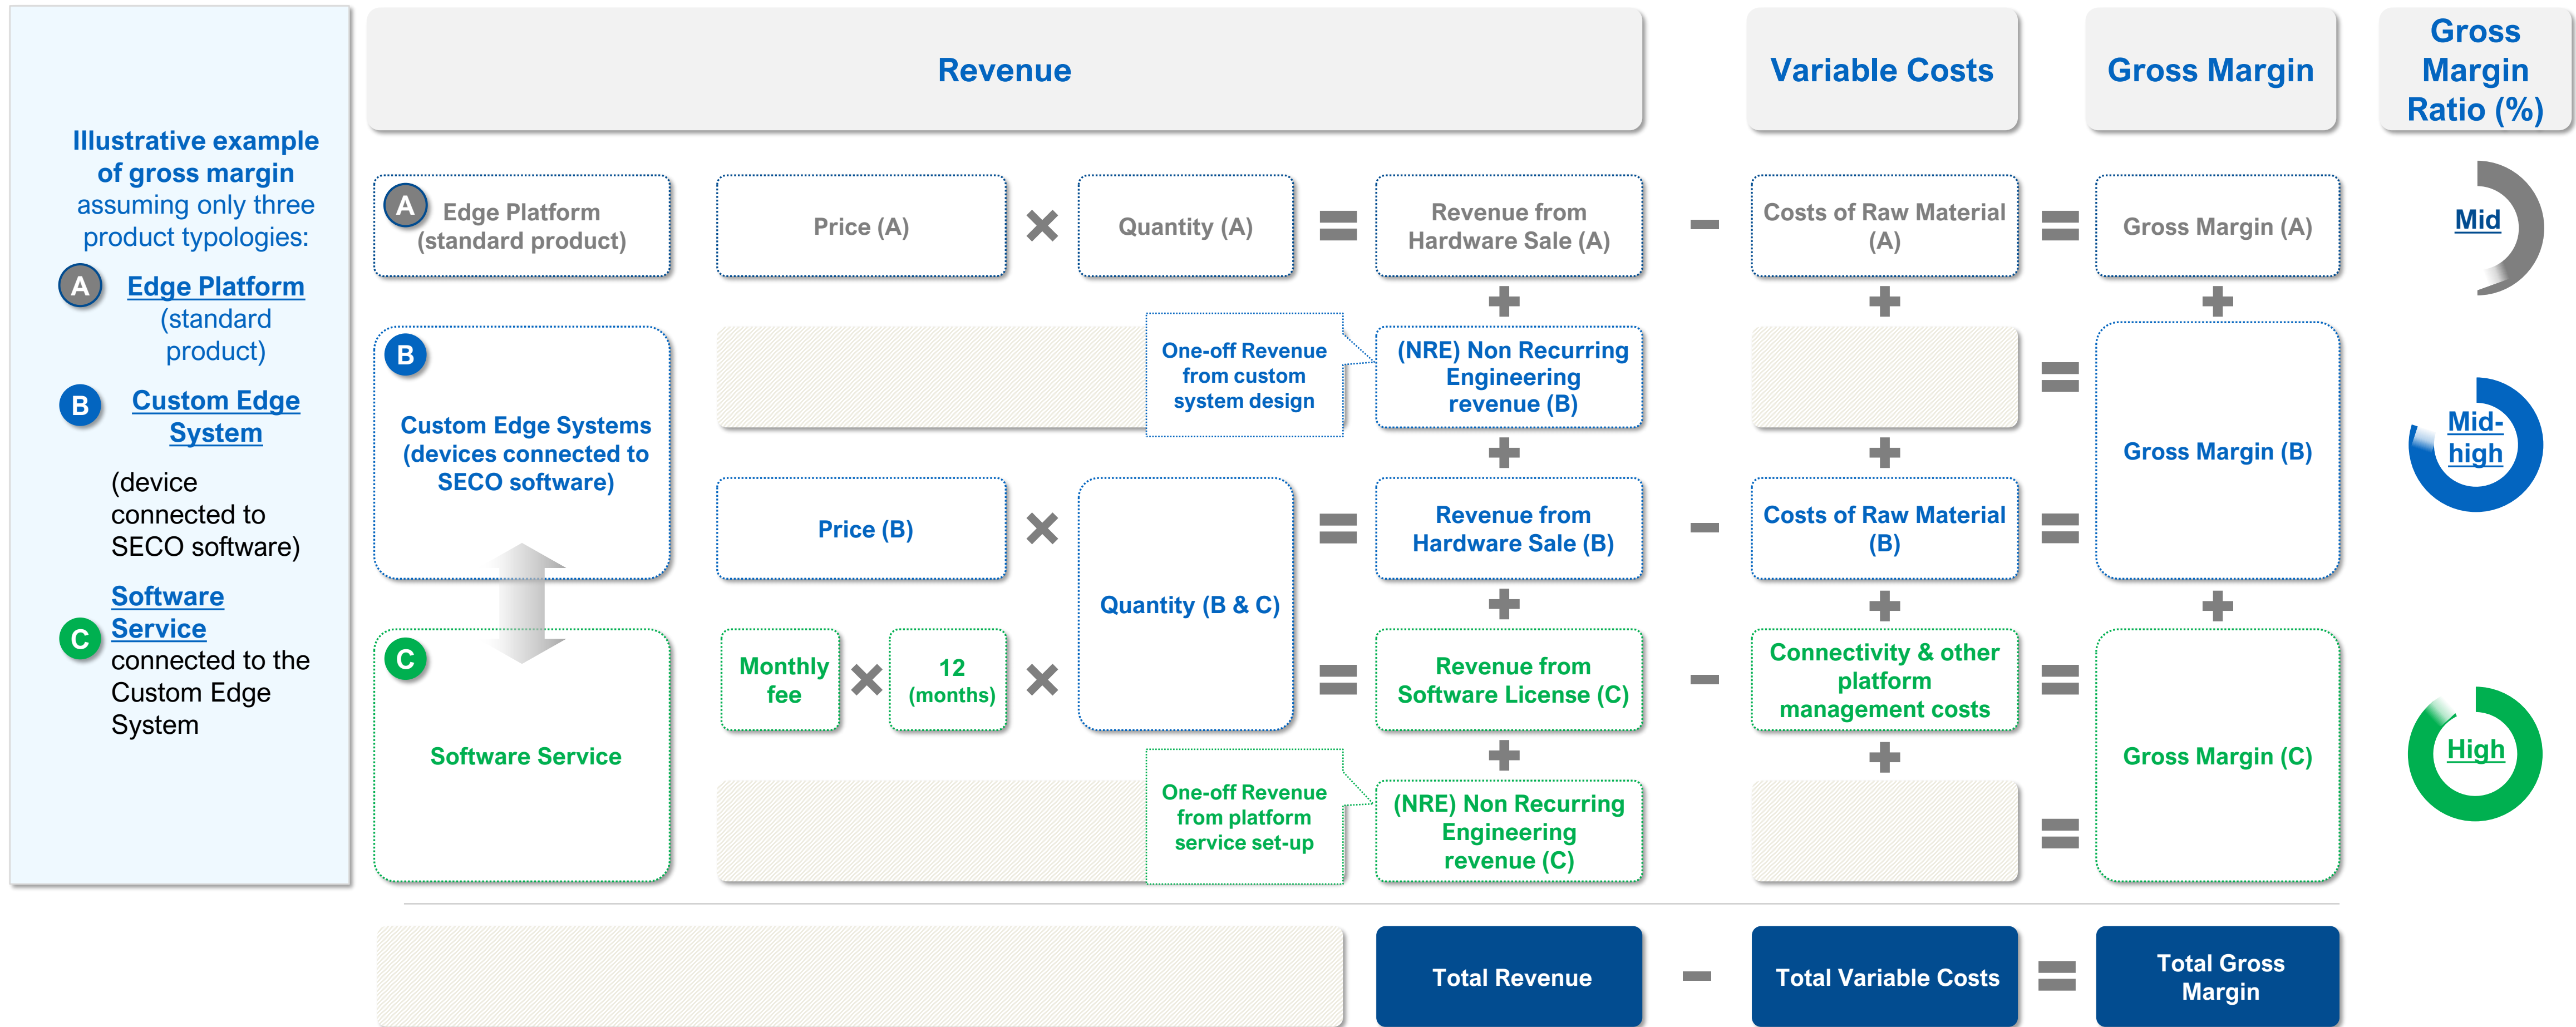 Illustrative example
of gross margin
assuming only three
product typologies:
A
Edge Platform
(standard
product)
B
Custom Edge
System
(device
connected to
SECO software)
C
Software
Service
connected to the
Custom Edge
System
Revenue
Variable Costs
Gross Margin
Gross
Margin
Ratio (%)
A
Edge Platform
(standard product)
Price (A)
×
Quantity (A)
=
Revenue from
Hardware Sale (A)
-
Costs of Raw Material
(A)
=
Gross Margin (A)
Mid
+
+
+
B
Custom Edge Systems
(devices connected to
SECO software)
One-off Revenue
from custom
system design
(NRE) Non Recurring
Engineering
revenue (B)
=
Gross Margin (B)
Mid-
high
+
+
Price (B)
×
Quantity (B & C)
=
Revenue from
Hardware Sale (B)
-
Costs of Raw Material
(B)
=
+
+
+
C
Software Service
Monthly
fee
×
12
(months)
×
=
Revenue from
Software License (C)
-
Connectivity & other
platform
management costs
=
Gross Margin (C)
High
+
+
One-off Revenue
from platform
service set-up
(NRE) Non Recurring
Engineering
revenue (C)
=
Total Revenue
-
Total Variable Costs
=
Total Gross
Margin